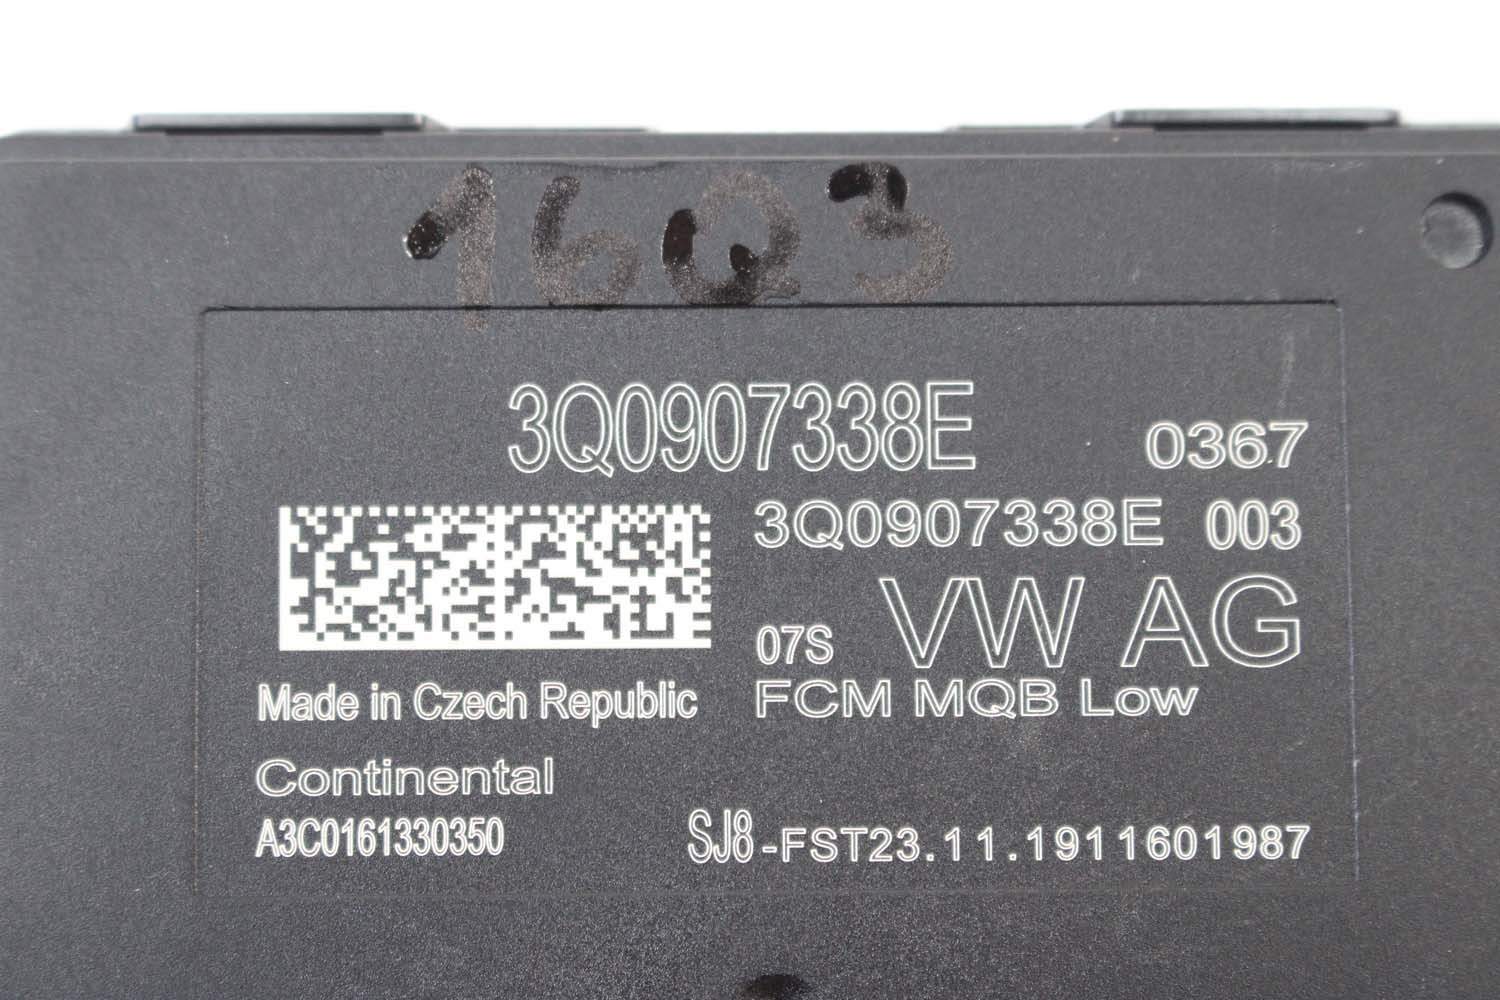 16Q3
3Q0907338E 0367
3Q0907338E 003
07S VW AG
Made in Czech Republic FCM MQB Low
Continental
A3C0161330350 SJ8-FST23.11.1911601987